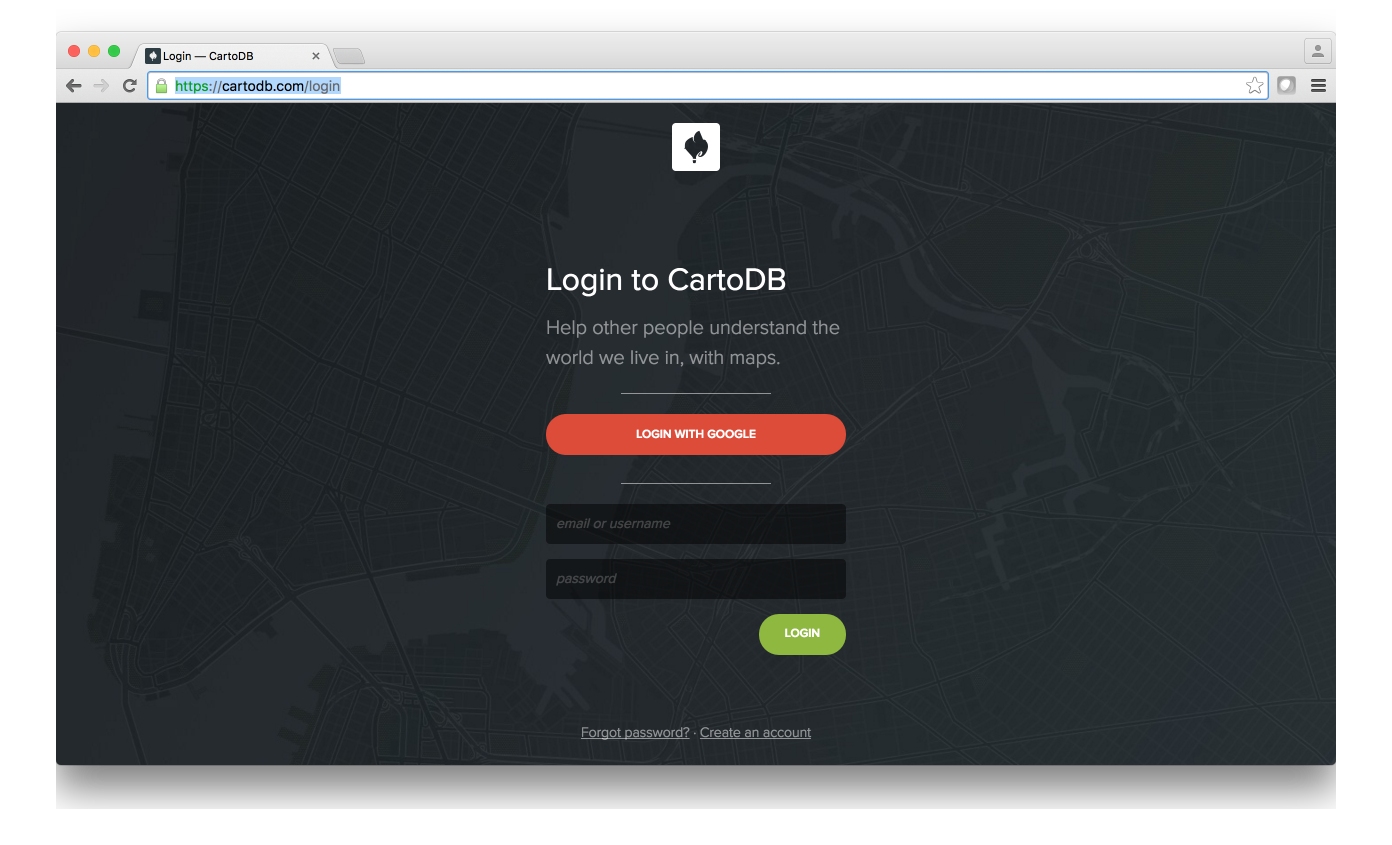 Login — CartoDB
https://cartodb.com/login
Login to CartoDB
Help other people understand the
world we live in, with maps.
LOGIN WITH GOOGLE
email or username
password
LOGIN
Forgot password? · Create an account